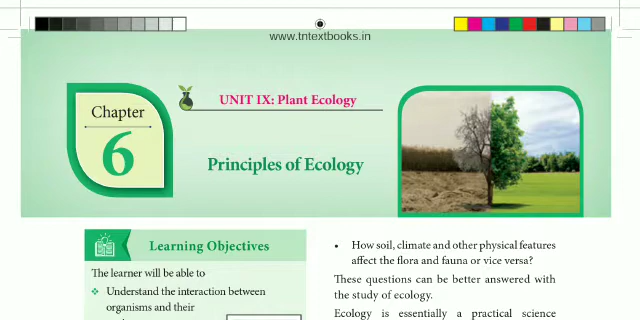 www.tntextbooks.in
Chapter
6
UNIT IX: Plant Ecology
Principles of Ecology
Learning Objectives
The learner will be able to
❖ Understand the interaction between
organisms and their
• How soil, climate and other physical features
affect the flora and fauna or vice versa?
These questions can be better answered with
the study of ecology.
Ecology is essentially a practical science